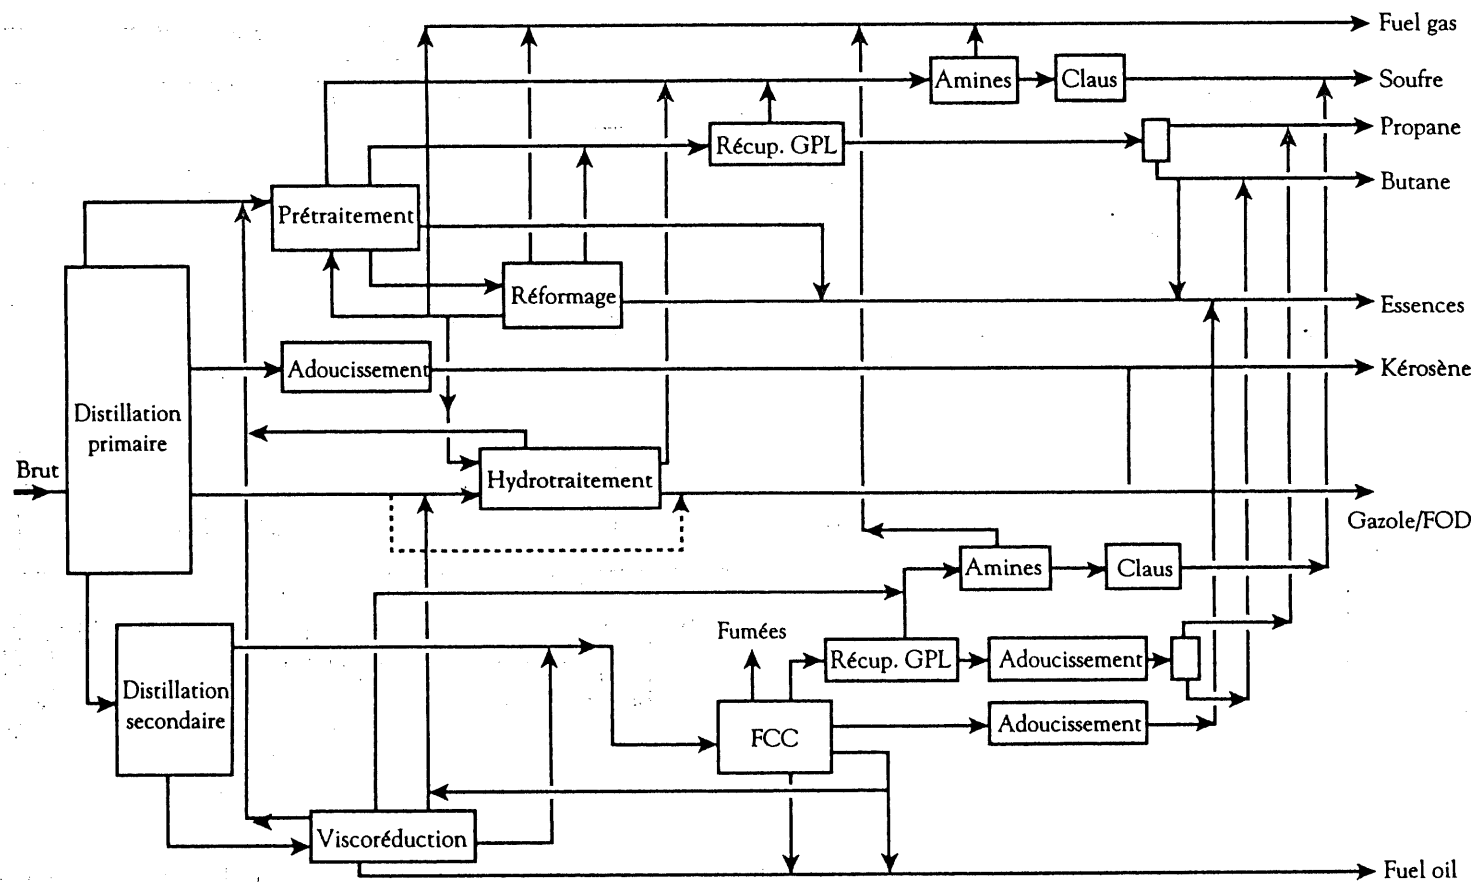 Fuel gas
Amines
Claus
Soufre
Récup. GPL
Propane
Butane
Prétraitement
Réformage
Essences
Adoucissement
Kérosène
Distillation
primaire
Brut
Hydrotraitement
Gazole/FOD
Amines
Claus
Fumées
Récup. GPL
Adoucissement
Distillation
secondaire
FCC
Adoucissement
Viscoréduction
Fuel oil